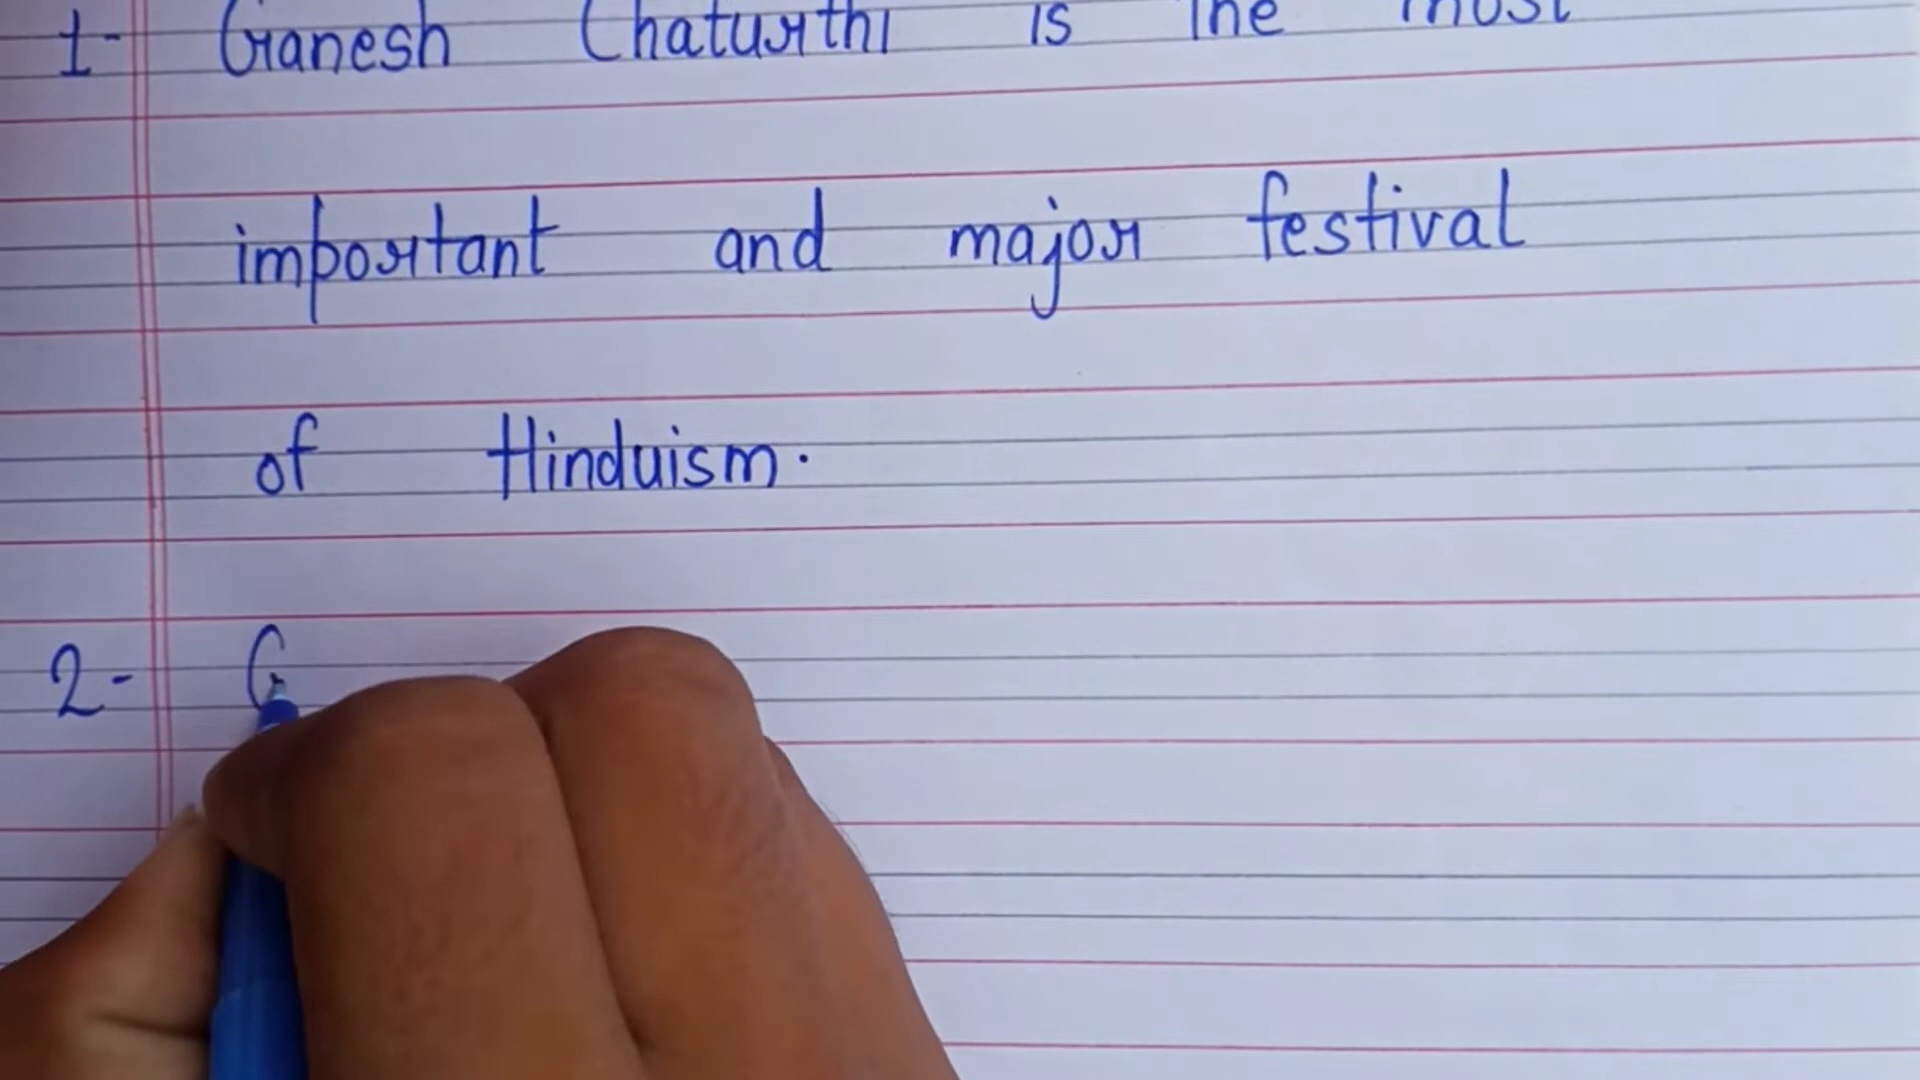 1- Ganesh Chaturthi is the most
important and major festival
of Hinduism.
2- G